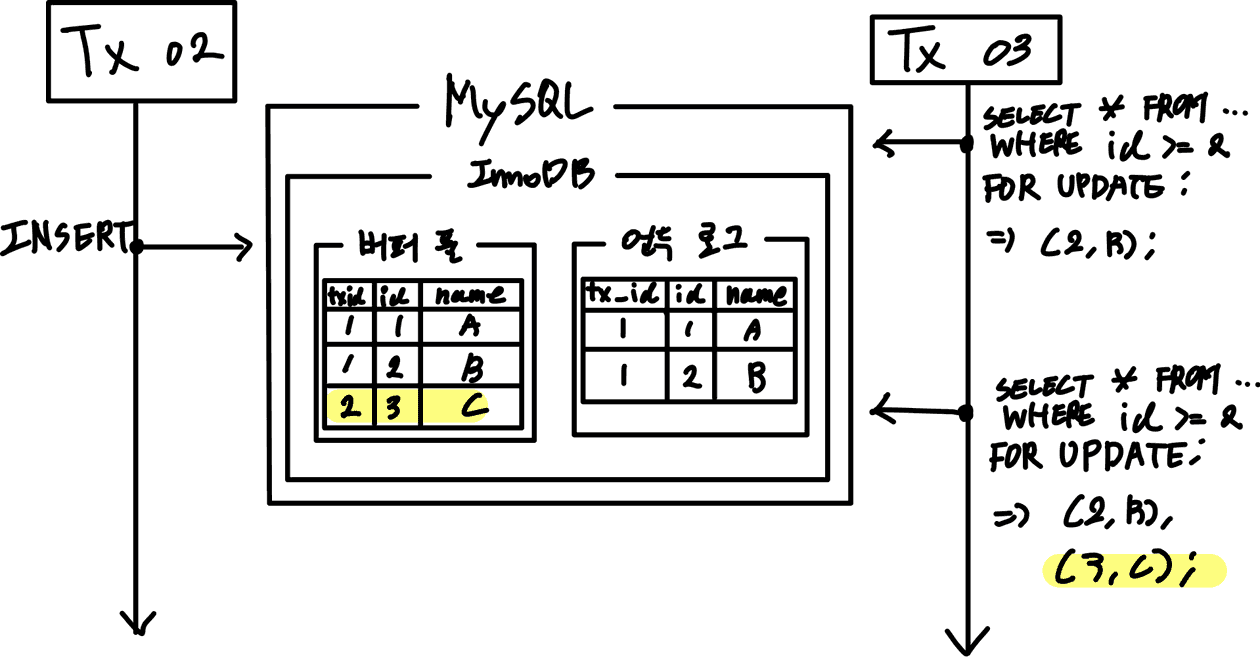 Tx 02
Tx 03
MySQL
InnoDB
INSERT
버퍼 풀
txid id name
1 1 A
1 2 B
2 3 C
언두 로그
tx_id id name
1 1 A
1 2 B
SELECT * FROM ...
WHERE id >= 2
FOR UPDATE;
=> (2, B);
SELECT * FROM ...
WHERE id >= 2
FOR UPDATE;
=> (2, B),
(3, C);